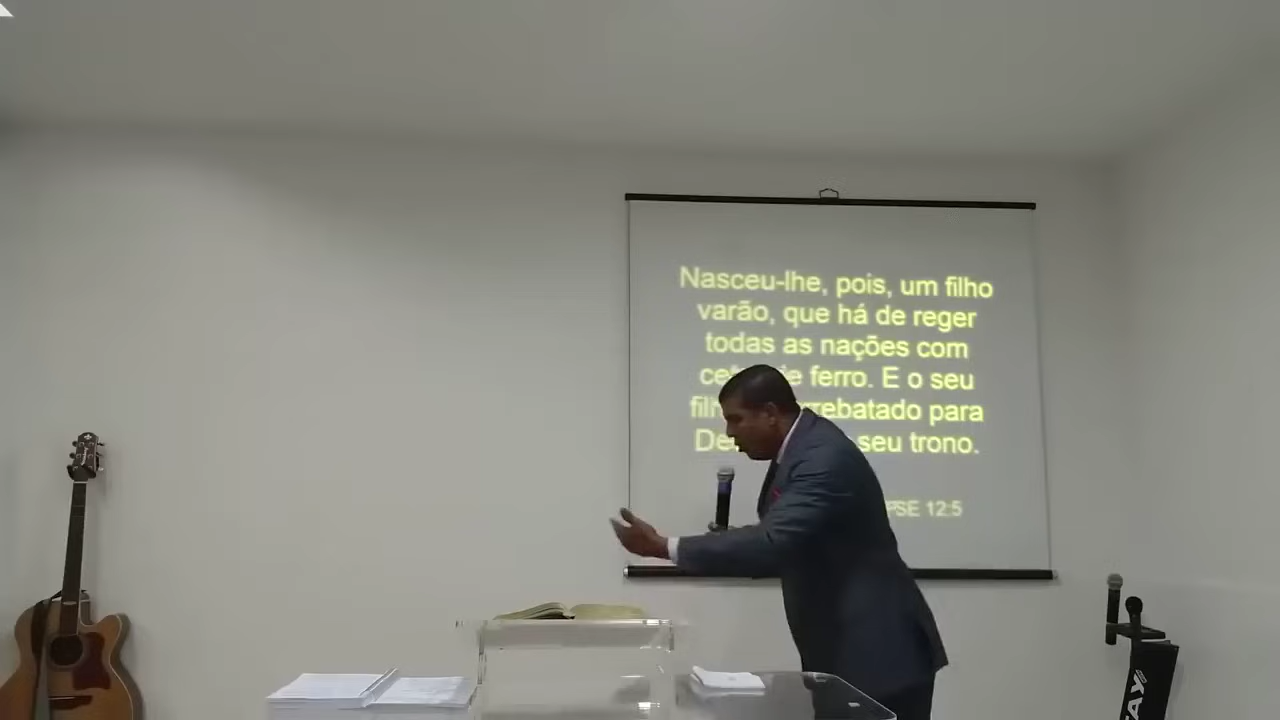 Nasceu-lhe, pois, um filho
varão, que há de reger
todas as nações com
ferro. E o seu
para
seu trono.
12:5